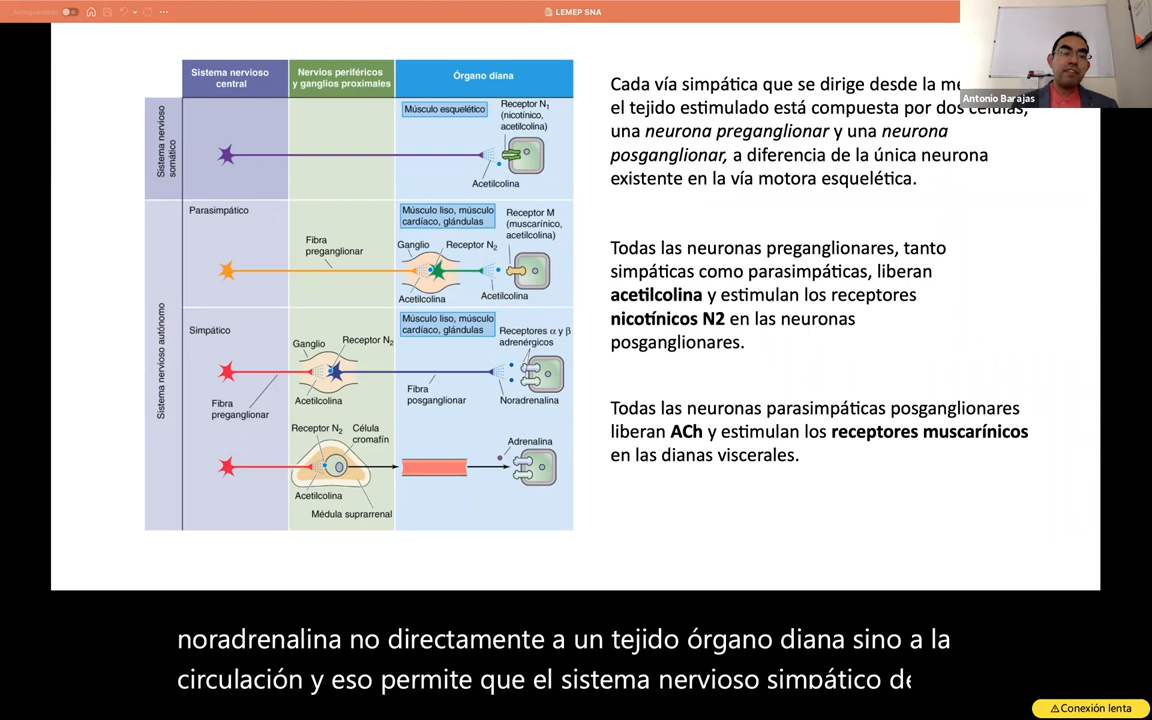 Autoguardado
LEMEP SNA
Antonio Barajas
Sistema nervioso
central
Nervios periféricos
y ganglios proximales
Órgano diana
Sistema nervioso
somático
Músculo esquelético
Receptor N1
(nicotínico,
acetilcolina)
Acetilcolina
Sistema nervioso autónomo
Parasimpático
Fibra
preganglionar
Músculo liso, músculo
cardíaco, glándulas
Receptor M
(muscarínico,
acetilcolina)
Ganglio
Receptor N2
Acetilcolina
Acetilcolina
Simpático
Músculo liso, músculo
cardíaco, glándulas
Receptores α y β
adrenérgicos
Ganglio
Receptor N2
Fibra
preganglionar
Acetilcolina
Fibra
posganglionar
Noradrenalina
Receptor N2
Célula
cromafín
Adrenalina
Acetilcolina
Médula suprarrenal
Cada vía simpática que se dirige desde la
el tejido estimulado está compuesta por dos células,
una neurona preganglionar y una neurona
posganglionar, a diferencia de la única neurona
existente en la vía motora esquelética.
Todas las neuronas preganglionares, tanto
simpáticas como parasimpáticas, liberan
acetilcolina y estimulan los receptores
nicotínicos N2 en las neuronas
posganglionares.
Todas las neuronas parasimpáticas posganglionares
liberan ACh y estimulan los receptores muscarínicos
en las dianas viscerales.
noradrenalina no directamente a un tejido órgano diana sino a la
circulación y eso permite que el sistema nervioso simpático de
Conexión lenta